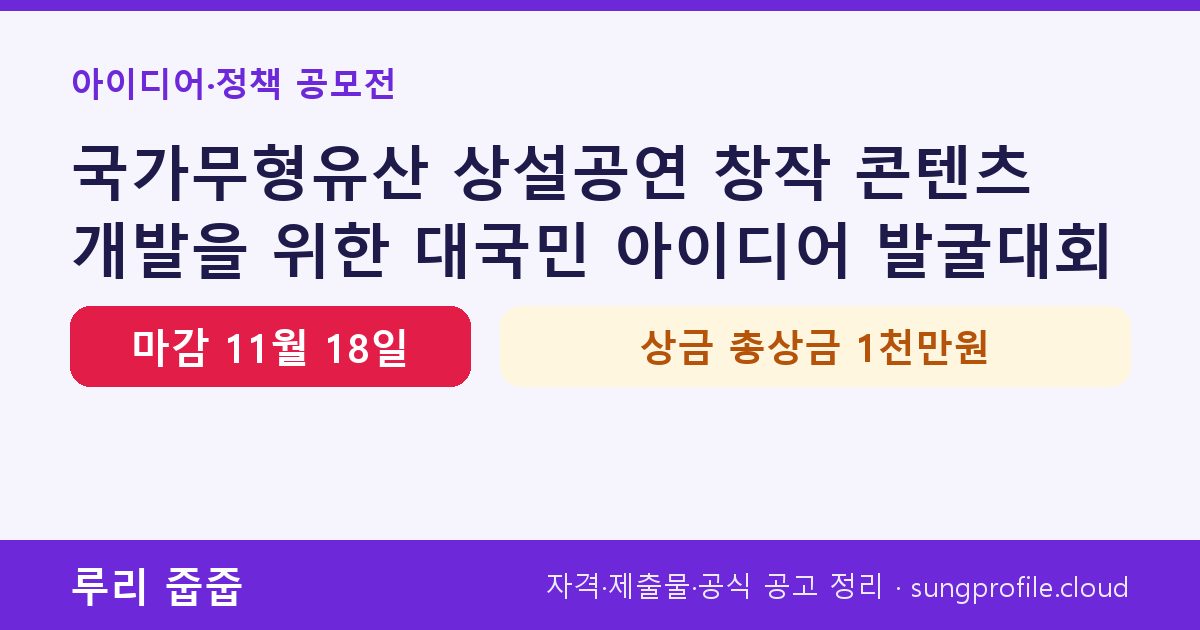 아이디어·정책 공모전
국가무형유산 상설공연 창작 콘텐츠
개발을 위한 대국민 아이디어 발굴대회
마감 11월 18일
상금 총상금 1천만원
루리 줍줍
자격·제출물·공식 공고 정리 · sungprofile.cloud